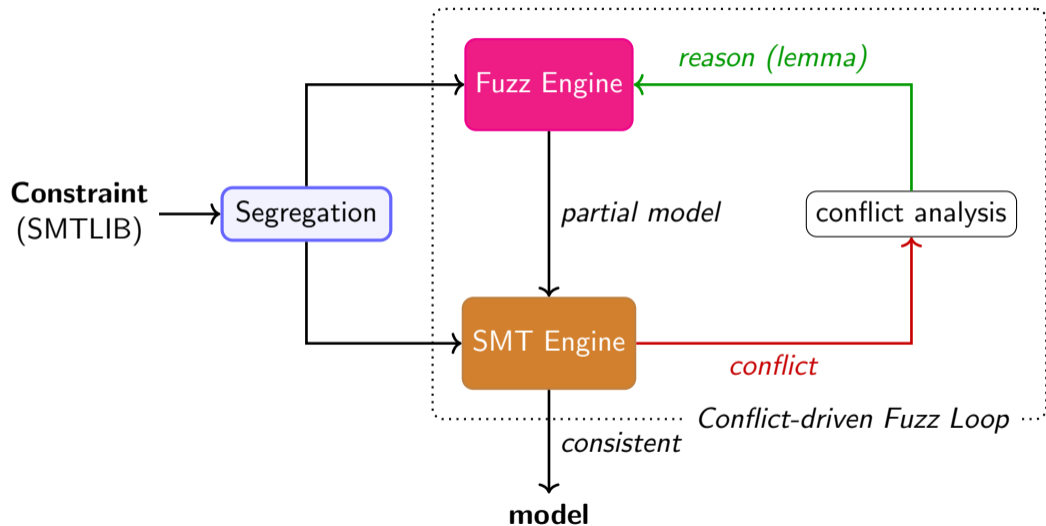 Fuzz Engine
reason (lemma)
Constraint
(SMTLIB)
Segregation
partial model
conflict analysis
SMT Engine
conflict
Conflict-driven Fuzz Loop
consistent
model